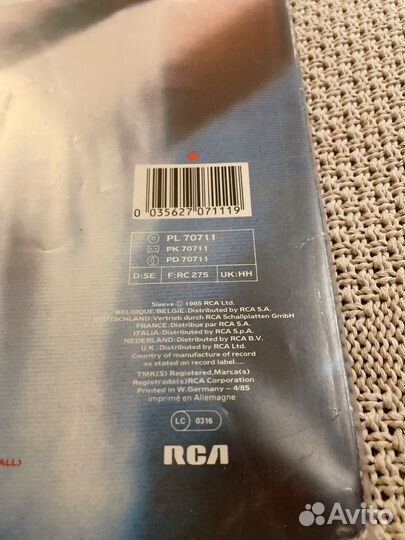 0 035627 071119
PL 70711
PK 70711
PD 70711
D:SE F:RC 275 UK:HH
Sleeve © 1985 RCA Ltd.
BELGIQUE/BELGIE: Distributed by RCA S.A.
DEUTSCHLAND: Vertrieb durch RCA Schallplatten GmbH
FRANCE: Distribue par RCA S.A.
ITALIA: Distributed by RCA S.p.A.
NEDERLAND: Distributed by RCA B.V.
U.K.: Distributed by RCA Ltd.
Country of manufacture of record
as stated on record label....
TMK(S) Registered, Marca(s)
Registrada(s) RCA Corporation
Printed in W. Germany – 4/85
imprimé en Allemagne
LC 0316
ALL)
RCA
Avito